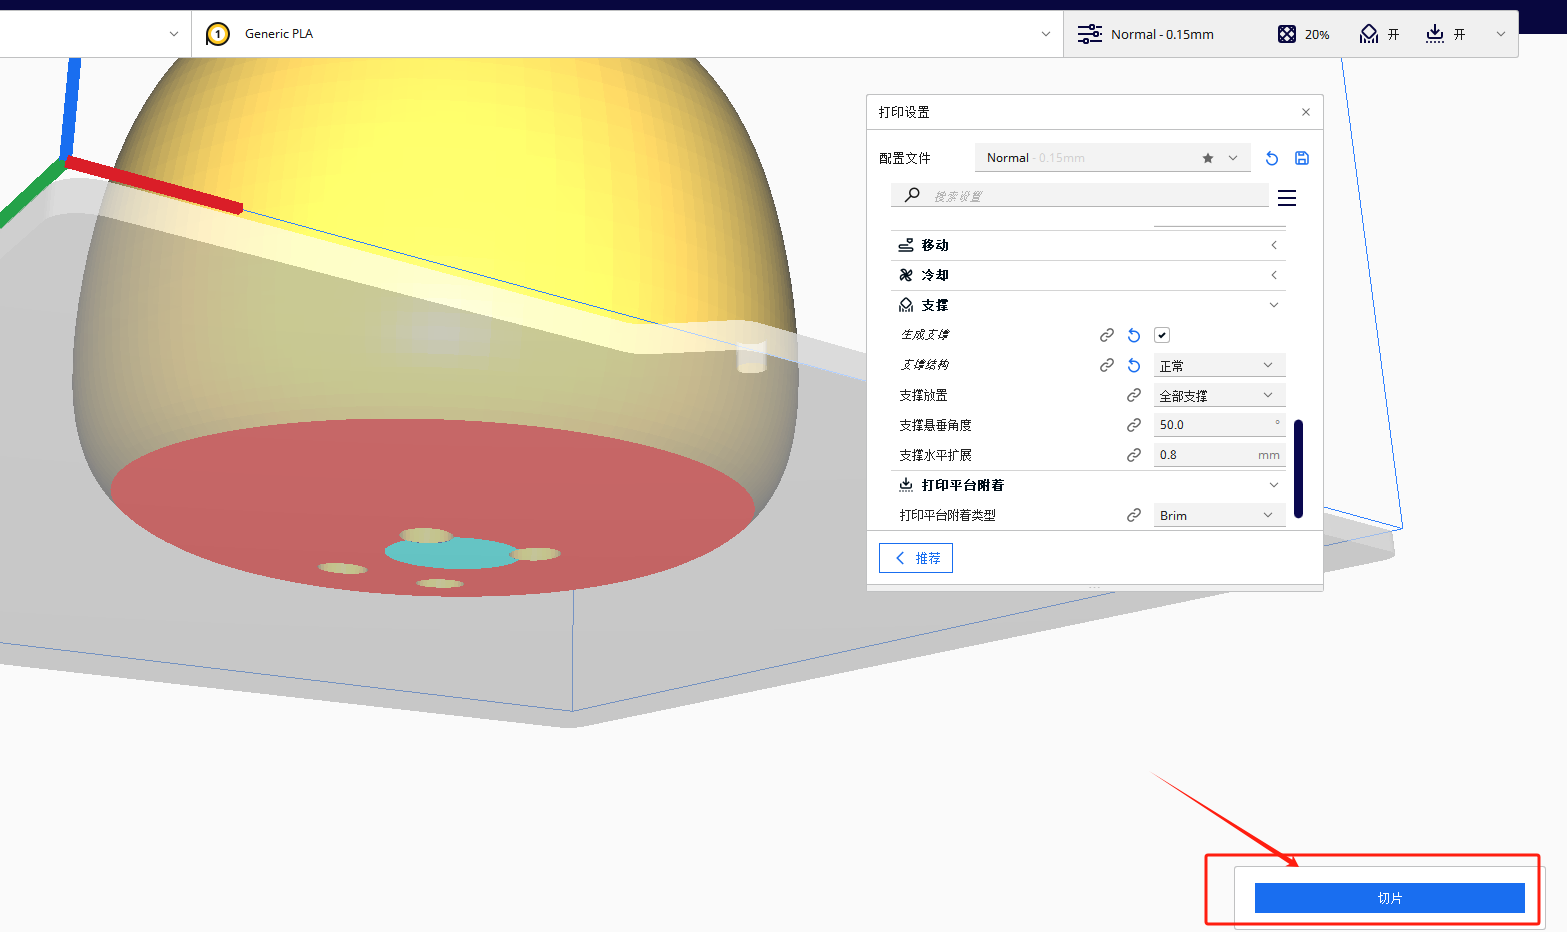 1 Generic PLA
Normal - 0.15mm 20% 开 开
打印设置
配置文件 Normal - 0.15mm
搜索设置
移动
冷却
支撑
生成支撑
支撑结构 正常
支撑放置 全部支撑
支撑悬垂角度 50.0 °
支撑水平扩展 0.8 mm
打印平台附着
打印平台附着类型 Brim
推荐
切片